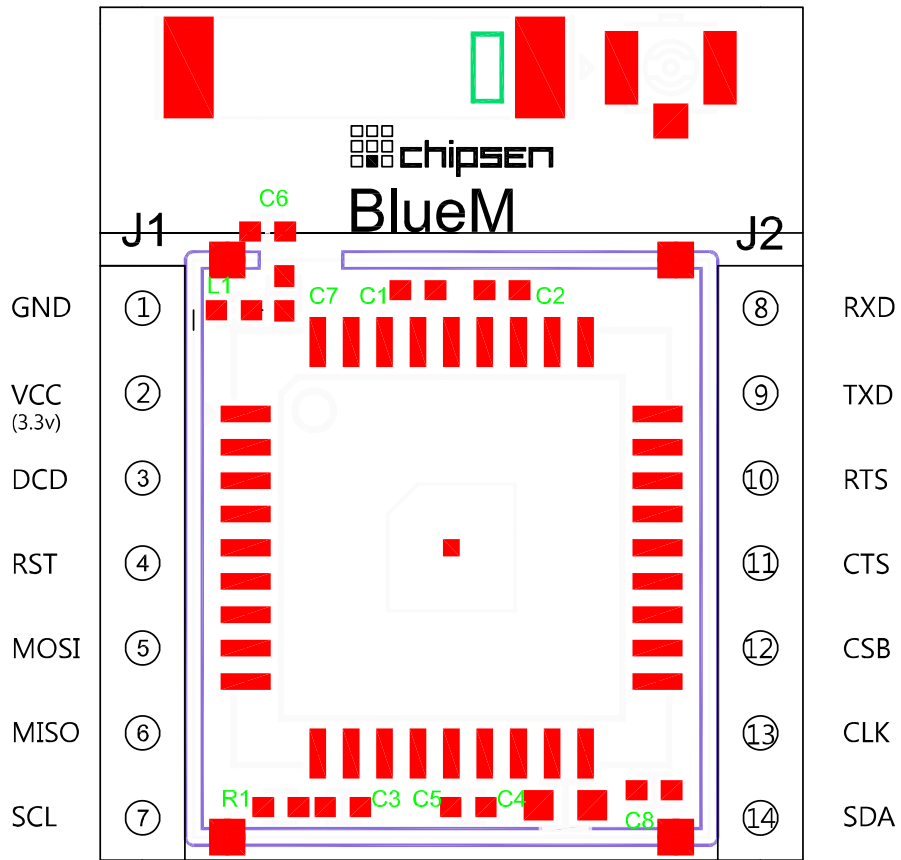 chipsen
BlueM
J1 J2
C6
L1 C7 C1 C2
GND 1 8 RXD
VCC 2 9 TXD
(3.3v)
DCD 3 10 RTS
RST 4 11 CTS
MOSI 5 12 CSB
MISO 6 13 CLK
R1 C3 C5 C4 C8
SCL 7 14 SDA